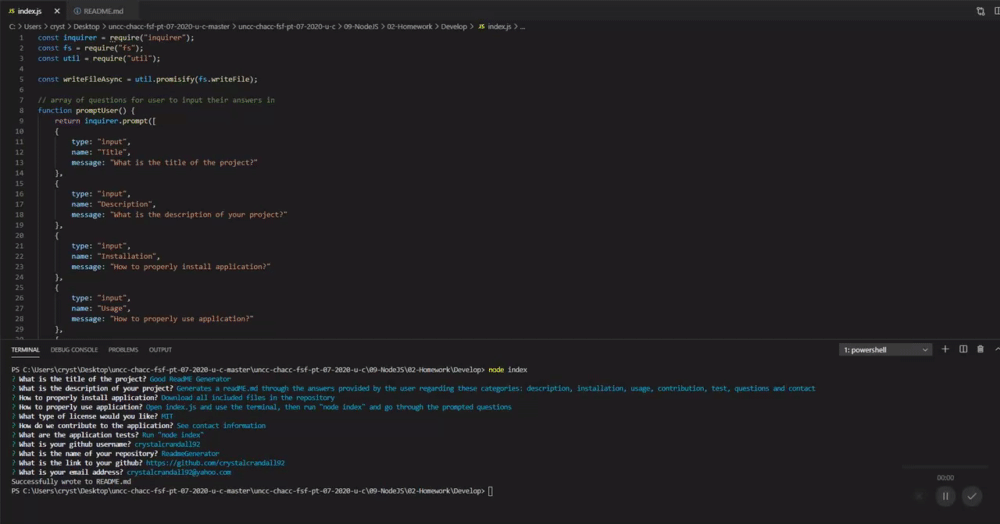 index.js README.md
C: > Users > cryst > Desktop > uncc-chacc-fsf-pt-07-2020-u-c-master > uncc-chacc-fsf-pt-07-2020-u-c > 09-NodeJS > 02-Homework > Develop > JS index.js > ...
1 const inquirer = require("inquirer");
2 const fs = require("fs");
3 const util = require("util");
4
5 const writeFileAsync = util.promisify(fs.writeFile);
6
7 // array of questions for user to input their answers in
8 function promptUser() {
9 return inquirer.prompt([
10 {
11 type: "input",
12 name: "Title",
13 message: "What is the title of the project?"
14 },
15 {
16 type: "input",
17 name: "Description",
18 message: "What is the description of your project?"
19 },
20 {
21 type: "input",
22 name: "Installation",
23 message: "How to properly install application?"
24 },
25 {
26 type: "input",
27 name: "Usage",
28 message: "How to properly use application?"
29 },
TERMINAL DEBUG CONSOLE PROBLEMS OUTPUT 1: powershell
PS C:\Users\cryst\Desktop\uncc-chacc-fsf-pt-07-2020-u-c-master\uncc-chacc-fsf-pt-07-2020-u-c\09-NodeJS\02-Homework\Develop> node index
? What is the title of the project? Good ReadME Generator
? What is the description of your project? Generates a readME.md through the answers provided by the user regarding these categories: description, installation, usage, contribution, test, questions and contact
? How to properly install application? Download all included files in the repository
? How to properly use application? Open index.js and use the terminal, then run "node index" and go through the prompted questions
? What type of license would you like? MIT
? How do we contribute to the application? See contact information
? What are the application tests? Run "node index"
? What is your github username? crystalcrandall92
? What is the name of your repository? ReadmeGenerator
? What is the link to your github? https://github.com/crystalcrandall92
? What is your email address? crystalcrandall92@yahoo.com
Successfully wrote to README.md
PS C:\Users\cryst\Desktop\uncc-chacc-fsf-pt-07-2020-u-c-master\uncc-chacc-fsf-pt-07-2020-u-c\09-NodeJS\02-Homework\Develop>
00:00